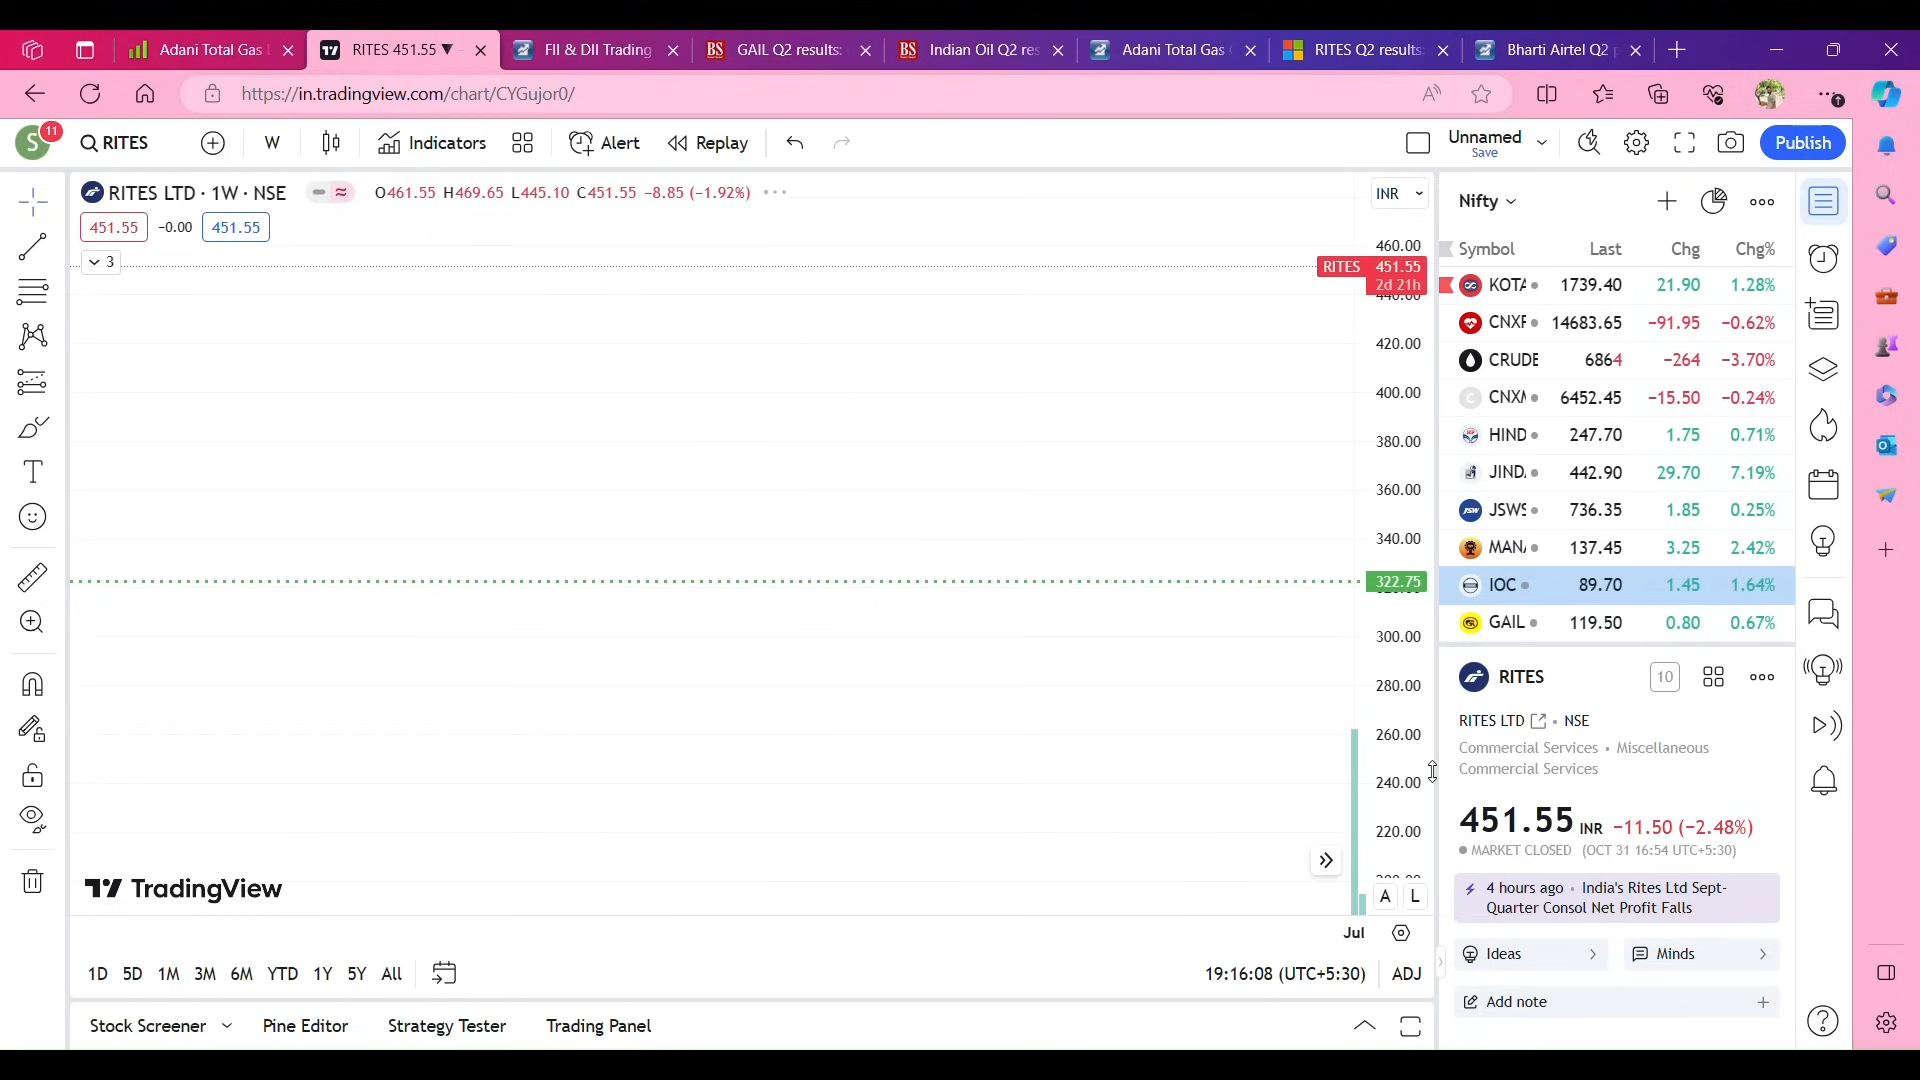 Adani Total Gas
RITES 451.55 ▼
FII & DII Trading
GAIL Q2 results:
Indian Oil Q2 res
Adani Total Gas
RITES Q2 results:
Bharti Airtel Q2 p
https://in.tradingview.com/chart/CYGujor0/
S
11
RITES
W
Indicators
Alert
Replay
Unnamed
Save
Publish
RITES LTD · 1W · NSE
O461.55 H469.65 L445.10 C451.55 −8.85 (−1.92%)
INR
451.55 −0.00 451.55
3
460.00
RITES 451.55
2d 21h
440.00
420.00
400.00
380.00
360.00
340.00
322.75
300.00
280.00
260.00
240.00
220.00
TradingView
A L
Jul
1D 5D 1M 3M 6M YTD 1Y 5Y All
19:16:08 (UTC+5:30) ADJ
Stock Screener Pine Editor Strategy Tester Trading Panel
Nifty
Symbol Last Chg Chg%
KOTA 1739.40 21.90 1.28%
CNXF 14683.65 −91.95 −0.62%
CRUDE 6864 −264 −3.70%
CNXM 6452.45 −15.50 −0.24%
HIND 247.70 1.75 0.71%
JIND 442.90 29.70 7.19%
JSWS 736.35 1.85 0.25%
MANA 137.45 3.25 2.42%
IOC 89.70 1.45 1.64%
GAIL 119.50 0.80 0.67%
RITES
10
RITES LTD · NSE
Commercial Services • Miscellaneous
Commercial Services
451.55 INR −11.50 (−2.48%)
MARKET CLOSED (OCT 31 16:54 UTC+5:30)
4 hours ago · India's Rites Ltd Sept-
Quarter Consol Net Profit Falls
Ideas
Minds
Add note